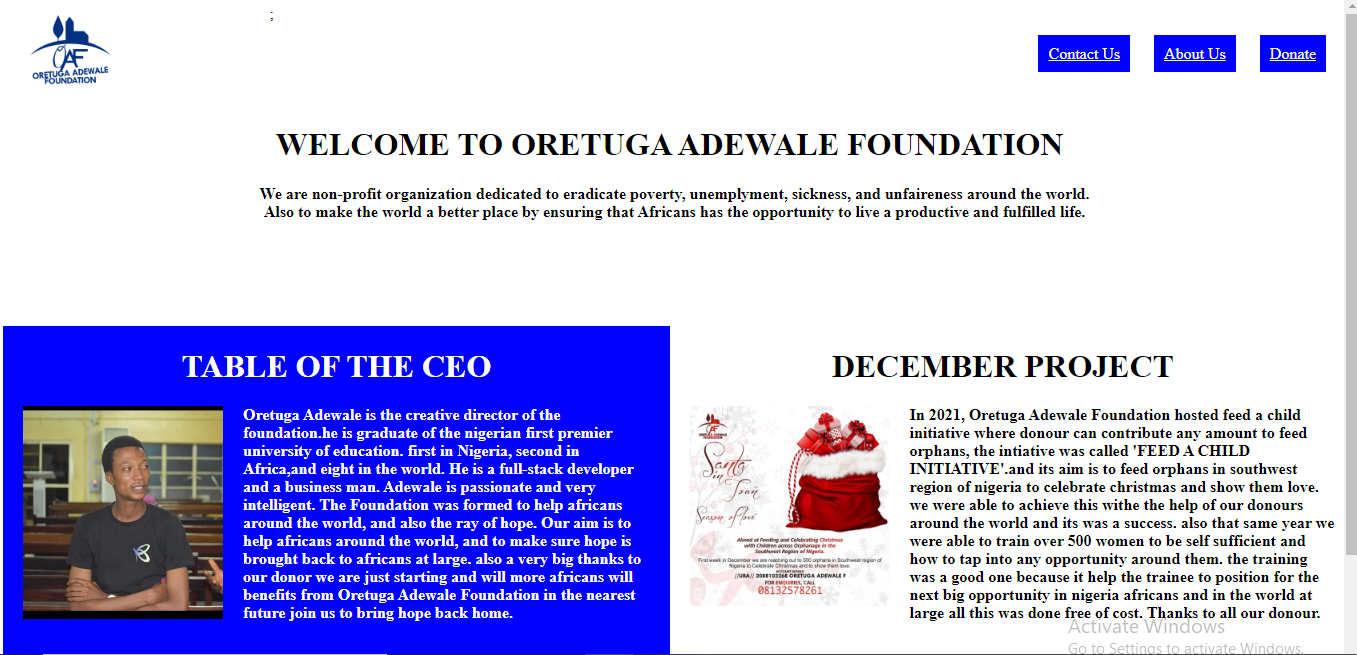 ;
ORETUGA ADEWALE
FOUNDATION
Contact Us
About Us
Donate
WELCOME TO ORETUGA ADEWALE FOUNDATION
We are non-profit organization dedicated to eradicate poverty, unemplyment, sickness, and unfaireness around the world.
Also to make the world a better place by ensuring that Africans has the opportunity to live a productive and fulfilled life.
TABLE OF THE CEO
Oretuga Adewale is the creative director of the
foundation.he is graduate of the nigerian first premier
university of education. first in Nigeria, second in
Africa,and eight in the world. He is a full-stack developer
and a business man. Adewale is passionate and very
intelligent. The Foundation was formed to help africans
around the world, and also the ray of hope. Our aim is to
help africans around the world, and to make sure hope is
brought back to africans at large. also a very big thanks to
our donor we are just starting and will more africans will
benefits from Oretuga Adewale Foundation in the nearest
future join us to bring hope back home.
DECEMBER PROJECT
Santa
in Town
Season of love
Aimed at Feeding and Celebrating Christmas
with Children across Orphanage in the
Southwest Region of Nigeria.
First week in December we are reaching out to 500 orphans in Southwest region of
Nigeria to Celebrate Christmas and to show them love
ACCOUNT DETAILS
//UBA// 2088103268 ORETUGA ADEWALE F
FOR ENQUIRIES, CALL
08132578261
In 2021, Oretuga Adewale Foundation hosted feed a child
initiative where donour can contribute any amount to feed
orphans, the intiative was called 'FEED A CHILD
INITIATIVE'.and its aim is to feed orphans in southwest
region of nigeria to celebrate christmas and show them love.
we were able to achieve this withe the help of our donours
around the world and its was a success. also that same year we
were able to train over 500 women to be self sufficient and
how to tap into any opportunity around them. the training
was a good one because it help the trainee to position for the
next big opportunity in nigeria africans and in the world at
large all this was done free of cost. Thanks to all our donour.
Activate Windows
Go to Settings to activate Windows.